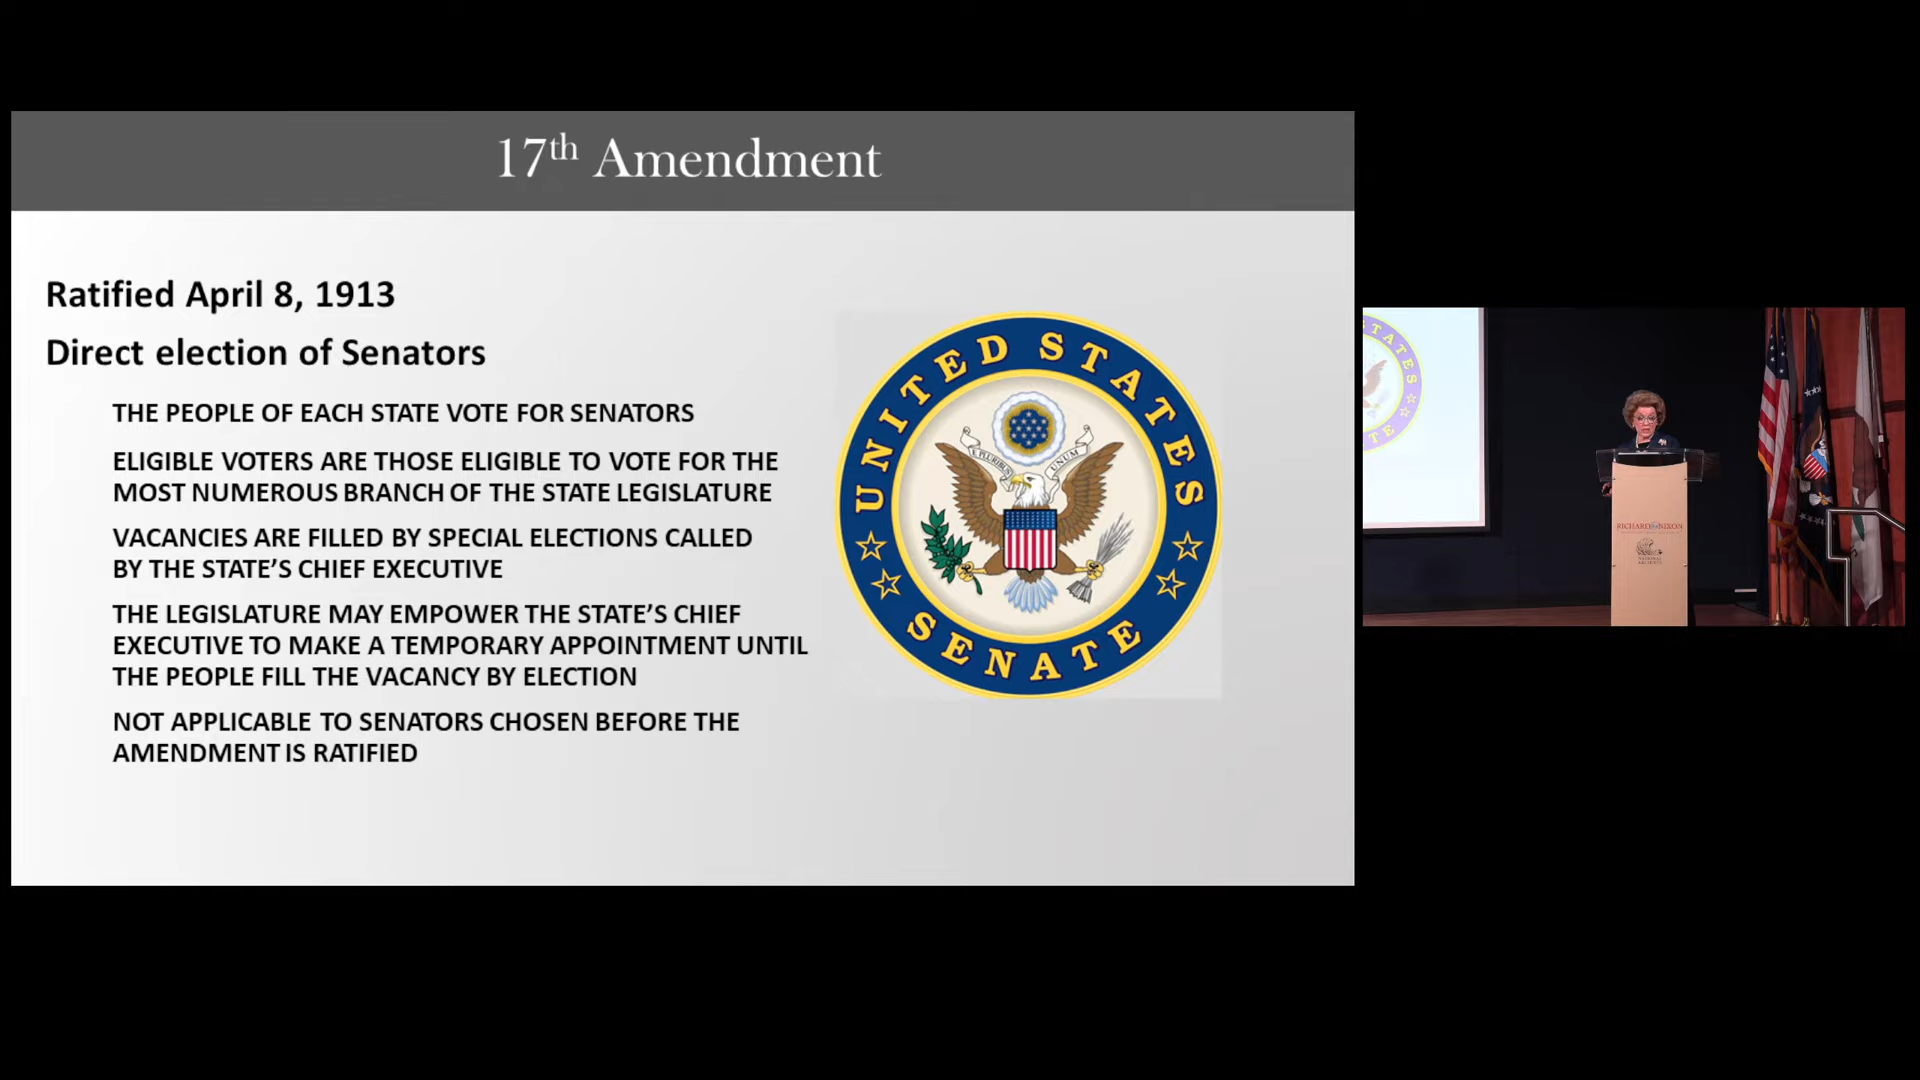 17th Amendment
Ratified April 8, 1913
Direct election of Senators
THE PEOPLE OF EACH STATE VOTE FOR SENATORS
ELIGIBLE VOTERS ARE THOSE ELIGIBLE TO VOTE FOR THE
MOST NUMEROUS BRANCH OF THE STATE LEGISLATURE
VACANCIES ARE FILLED BY SPECIAL ELECTIONS CALLED
BY THE STATE’S CHIEF EXECUTIVE
THE LEGISLATURE MAY EMPOWER THE STATE’S CHIEF
EXECUTIVE TO MAKE A TEMPORARY APPOINTMENT UNTIL
THE PEOPLE FILL THE VACANCY BY ELECTION
NOT APPLICABLE TO SENATORS CHOSEN BEFORE THE
AMENDMENT IS RATIFIED
UNITED STATES
E PLURIBUS UNUM
SENATE
STATES
TE
RICHARD NIXON
NATIONAL
ARCHIVES